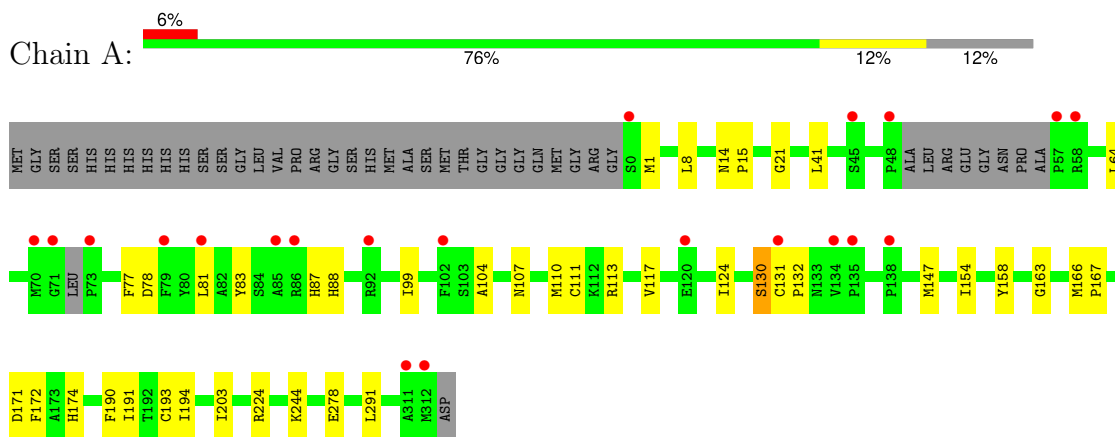 6%
Chain A:
76% 12% 12%
MET GLY SER SER HIS HIS HIS HIS HIS HIS SER SER GLY LEU VAL PRO ARG GLY SER HIS MET ALA SER MET THR GLY GLY GLY GLN MET GLY ARG GLY S0 M1 L8 N14 P15 G21 L41 S45 P48 ALA LEU ARG GLU GLY ASN PRO ALA P57 R58 L64
M70 G71 LEU P73 F77 D78 F79 Y80 L81 A82 Y83 S84 A85 R86 H87 H88 R92 I99 F102 S103 A104 N107 M110 C111 K112 R113 V117 E120 I124 S130 C131 P132 N133 V134 P135 P138 M147 I154 Y158 G163 M166 P167
D171 F172 A173 H174 F190 I191 T192 C193 I194 I203 R224 K244 E278 L291 A311 M312 ASP